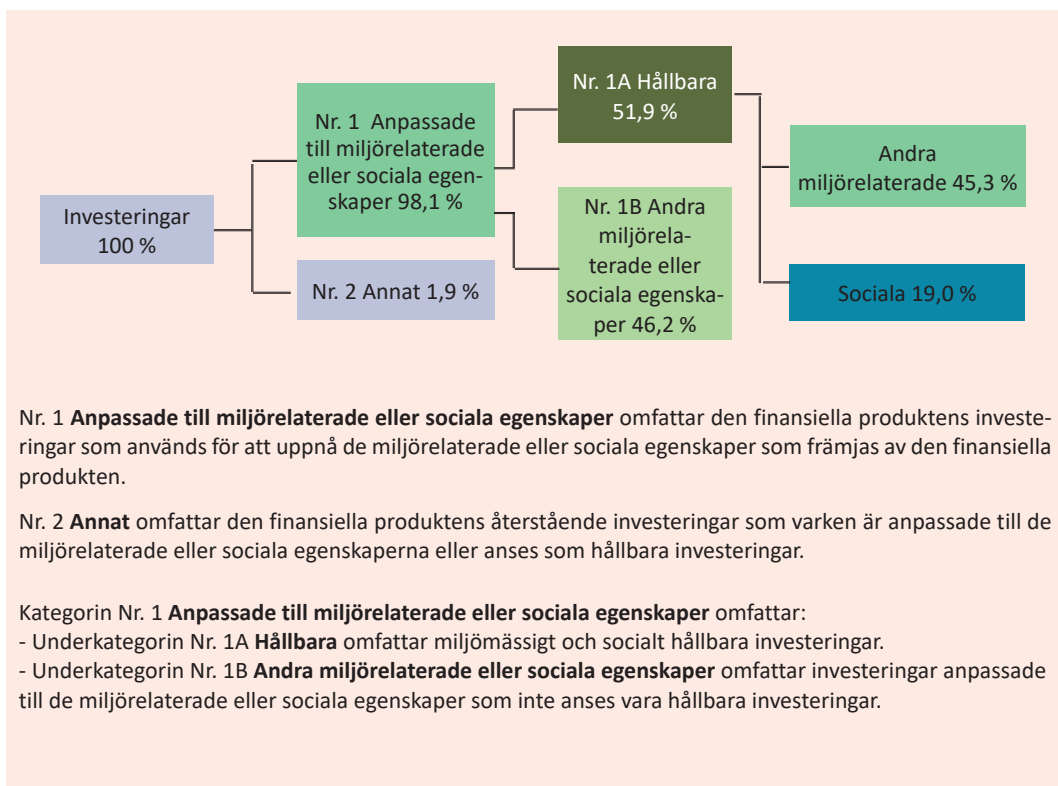 Investeringar
100 %
Nr. 1 Anpassade
till miljörelaterade
eller sociala egen-
skaper 98,1 %
Nr. 2 Annat 1,9 %
Nr. 1A Hållbara
51,9 %
Nr. 1B Andra
miljörela-
terade eller
sociala egenska-
per 46,2 %
Andra
miljörelaterade 45,3 %
Sociala 19,0 %
Nr. 1 Anpassade till miljörelaterade eller sociala egenskaper omfattar den finansiella produktens investe-
ringar som används för att uppnå de miljörelaterade eller sociala egenskaper som främjas av den finansiella
produkten.
Nr. 2 Annat omfattar den finansiella produktens återstående investeringar som varken är anpassade till de
miljörelaterade eller sociala egenskaperna eller anses som hållbara investeringar.
Kategorin Nr. 1 Anpassade till miljörelaterade eller sociala egenskaper omfattar:
- Underkategorin Nr. 1A Hållbara omfattar miljömässigt och socialt hållbara investeringar.
- Underkategorin Nr. 1B Andra miljörelaterade eller sociala egenskaper omfattar investeringar anpassade
till de miljörelaterade eller sociala egenskaper som inte anses vara hållbara investeringar.